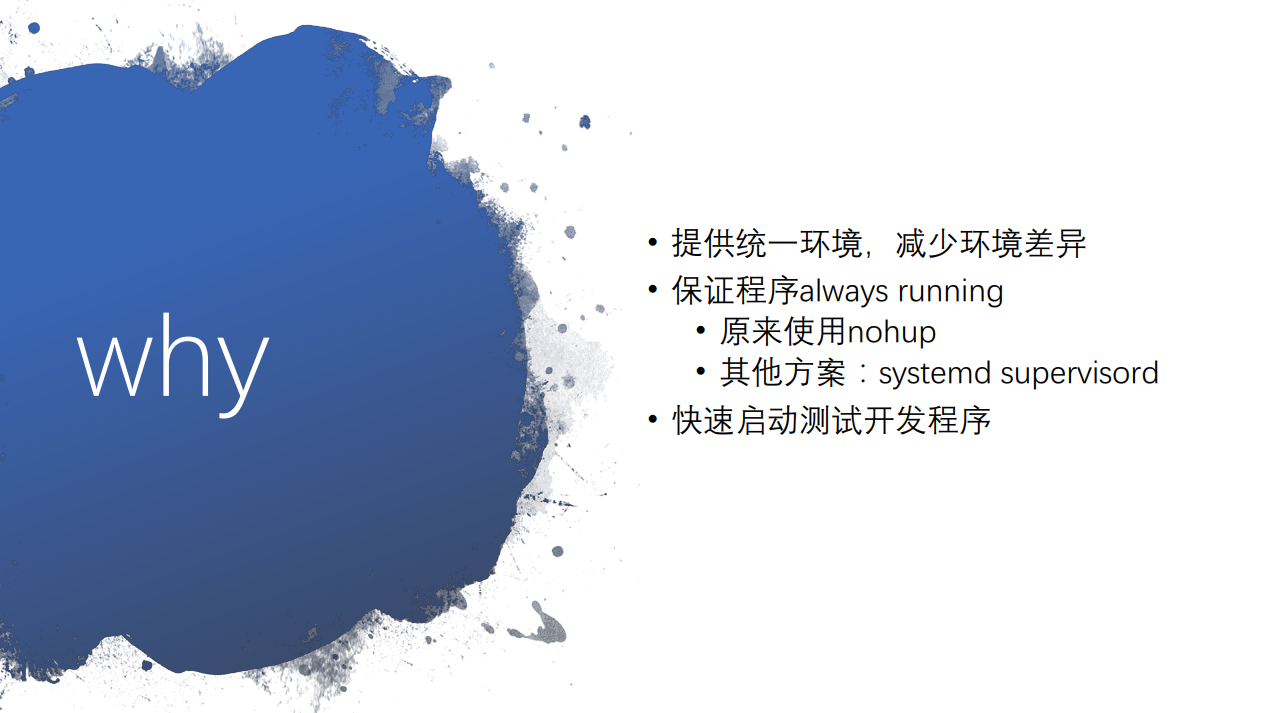 why
• 提供统一环境，减少环境差异
• 保证程序always running
• 原来使用nohup
• 其他方案：systemd supervisord
• 快速启动测试开发程序